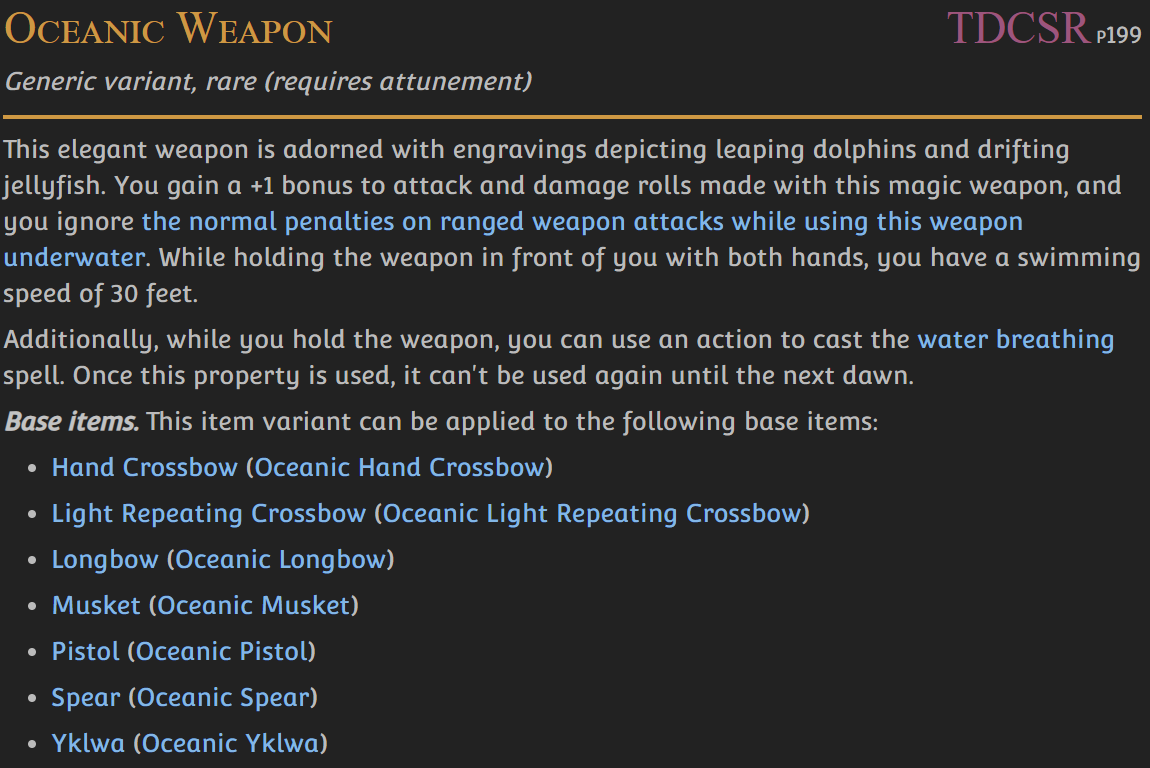 Oceanic Weapon TDCSR p199
Generic variant, rare (requires attunement)
This elegant weapon is adorned with engravings depicting leaping dolphins and drifting
jellyfish. You gain a +1 bonus to attack and damage rolls made with this magic weapon, and
you ignore the normal penalties on ranged weapon attacks while using this weapon
underwater. While holding the weapon in front of you with both hands, you have a swimming
speed of 30 feet.
Additionally, while you hold the weapon, you can use an action to cast the water breathing
spell. Once this property is used, it can't be used again until the next dawn.
Base items. This item variant can be applied to the following base items:
• Hand Crossbow (Oceanic Hand Crossbow)
• Light Repeating Crossbow (Oceanic Light Repeating Crossbow)
• Longbow (Oceanic Longbow)
• Musket (Oceanic Musket)
• Pistol (Oceanic Pistol)
• Spear (Oceanic Spear)
• Yklwa (Oceanic Yklwa)